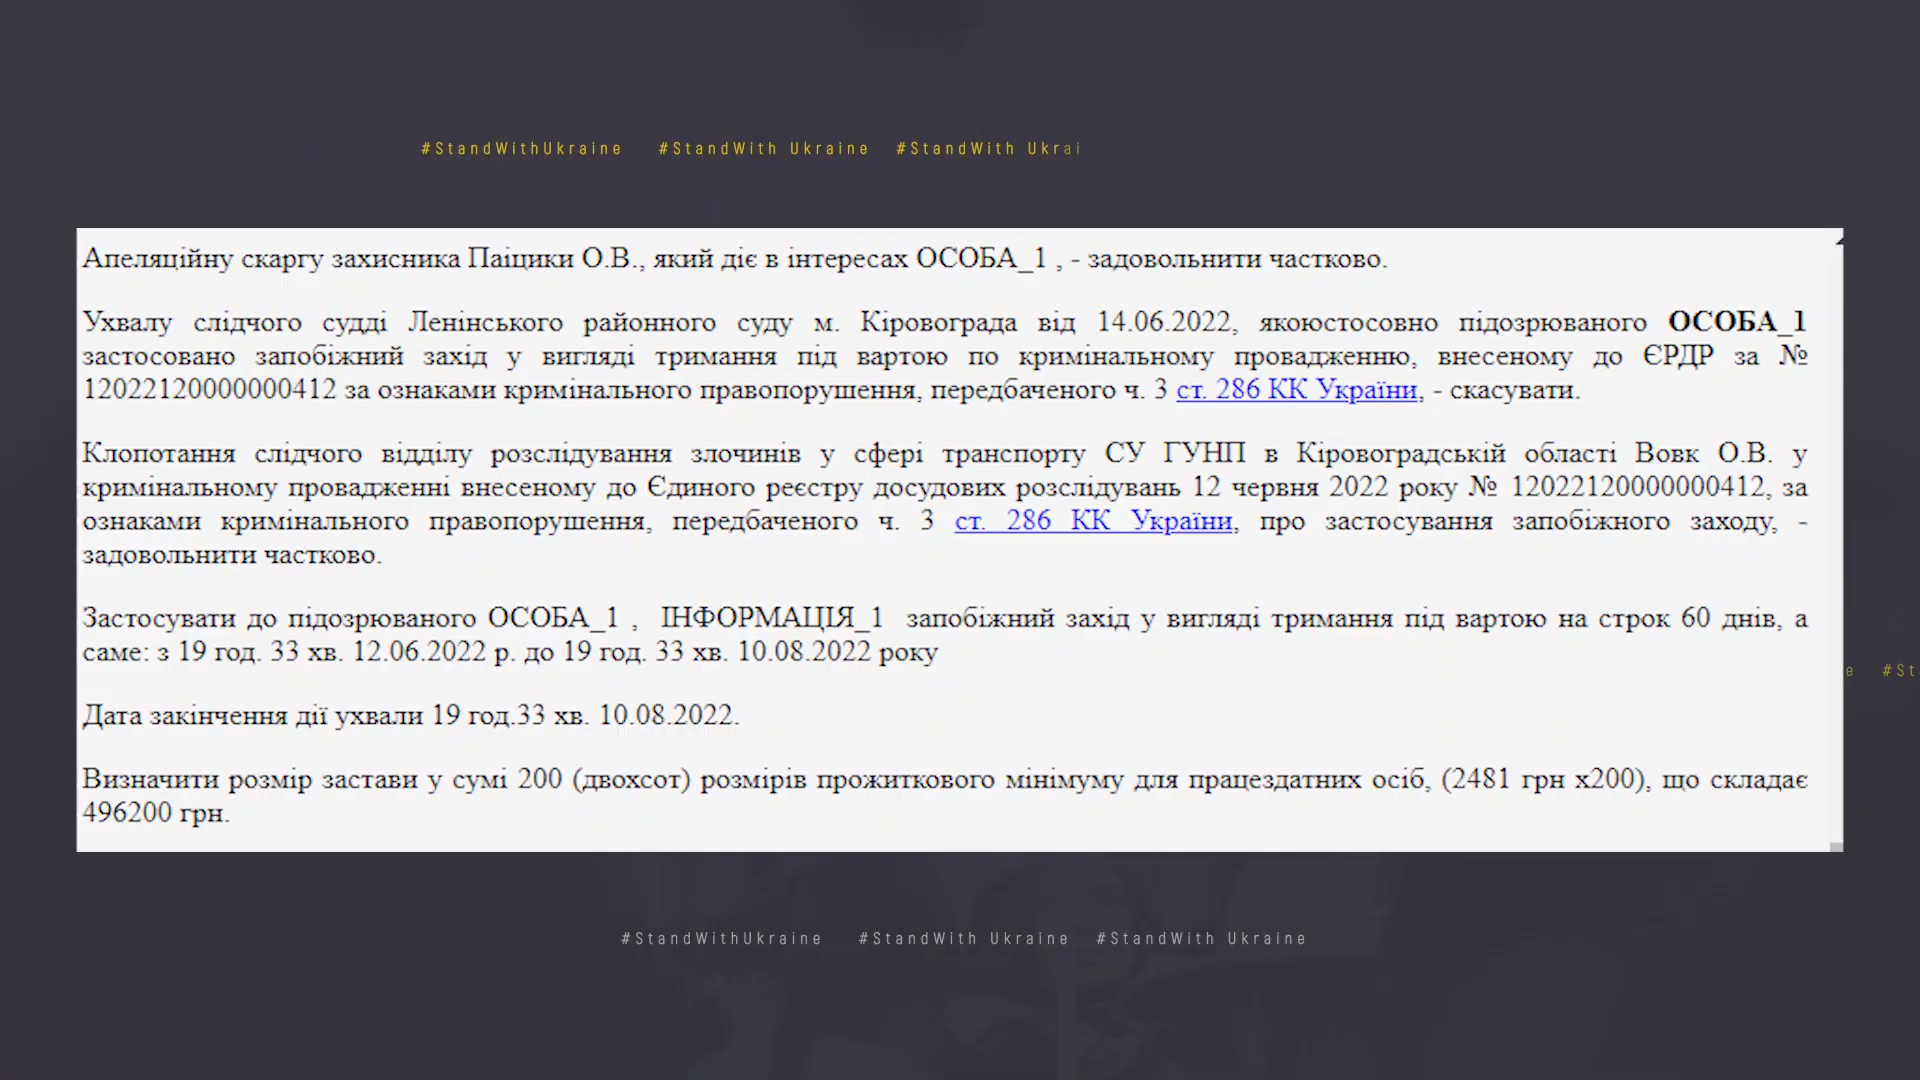 #StandWithUkraine #StandWith Ukraine #StandWith Ukrai
Апеляційну скаргу захисника Паіцики О.В., який діє в інтересах ОСОБА_1 , - задовольнити частково.
Ухвалу слідчого судді Ленінського районного суду м. Кіровограда від 14.06.2022, якоюстосовно підозрюваного ОСОБА_1
застосовано запобіжний захід у вигляді тримання під вартою по кримінальному провадженню, внесеному до ЄРДР за №
12022120000000412 за ознаками кримінального правопорушення, передбаченого ч. 3 ст. 286 КК України, - скасувати.
Клопотання слідчого відділу розслідування злочинів у сфері транспорту СУ ГУНП в Кіровоградській області Вовк О.В. у
кримінальному провадженні внесеному до Єдиного реєстру досудових розслідувань 12 червня 2022 року № 12022120000000412, за
ознаками кримінального правопорушення, передбаченого ч. 3 ст. 286 КК України, про застосування запобіжного заходу, -
задовольнити частково.
Застосувати до підозрюваного ОСОБА_1 , ІНФОРМАЦІЯ_1 запобіжний захід у вигляді тримання під вартою на строк 60 днів, а
саме: з 19 год. 33 хв. 12.06.2022 р. до 19 год. 33 хв. 10.08.2022 року
e #St
Дата закінчення дії ухвали 19 год.33 хв. 10.08.2022.
Визначити розмір застави у сумі 200 (двохсот) розмірів прожиткового мінімуму для працездатних осіб, (2481 грн х200), що складає
496200 грн.
#StandWithUkraine #StandWith Ukraine #StandWith Ukraine